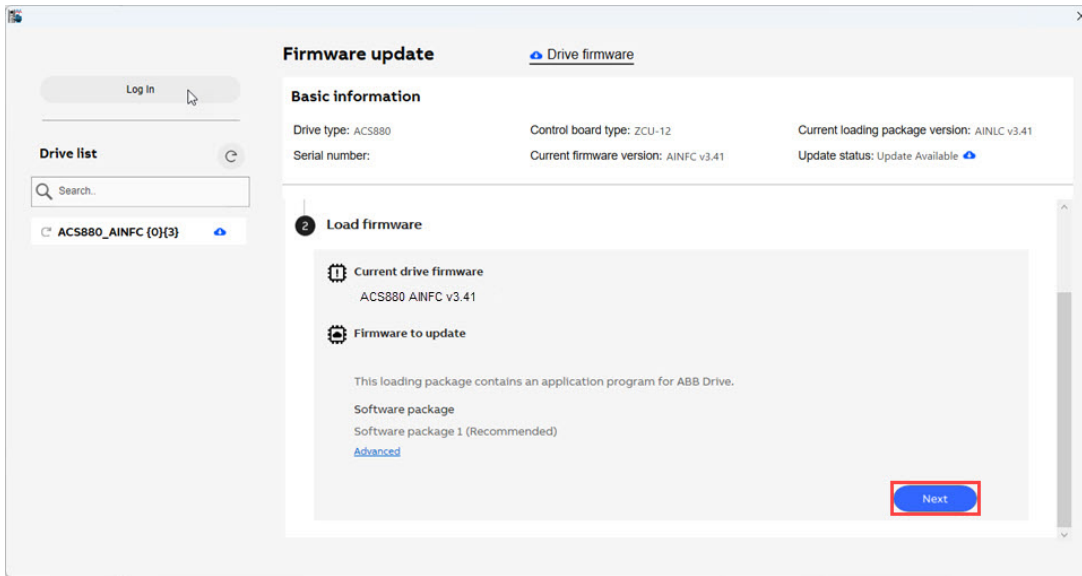 Firmware update
Drive firmware
Log In
Basic information
Drive type: ACS880
Control board type: ZCU-12
Current loading package version: AINLC v3.41
Serial number:
Current firmware version: AINFC v3.41
Update status: Update Available
Drive list
Search..
ACS880_AINFC {0}{3}
2 Load firmware
Current drive firmware
ACS880 AINFC v3.41
Firmware to update
This loading package contains an application program for ABB Drive.
Software package
Software package 1 (Recommended)
Advanced
Next